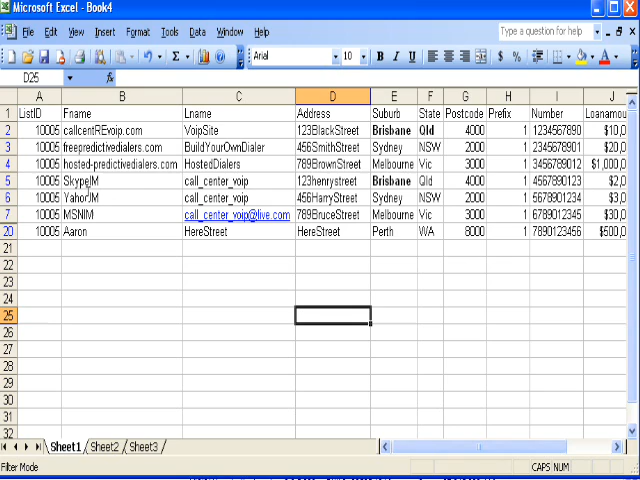 Microsoft Excel - Book4
File Edit View Insert Format Tools Data Window Help
Type a question for help
Arial 10 B I U $ %
D25 fx
A B C D E F G H I J
1 ListID Fname Lname Address Suburb State Postcode Prefix Number Loanamou
2 10005 callcentREvoip.com VoipSite 123BlackStreet Brisbane Qld 4000 1 1234567890 $10,0
3 10005 freepredictivedialers.com BuildYourOwnDialer 456SmithStreet Sydney NSW 2000 1 2345678901 $20,0
4 10005 hosted-predictivedialers.com HostedDialers 789BrownStreet Melbourne Vic 3000 1 3456789012 $1,000,0
5 10005 SkypeIM call_center_voip 123henrystreet Brisbane Qld 4000 1 4567890123 $2,0
6 10005 YahooIM call_center_voip 456HarryStreet Sydney NSW 2000 1 5678901234 $3,0
7 10005 MSNIM call_center_voip@live.com 789BruceStreet Melbourne Vic 3000 1 6789012345 $30,0
20 10005 Aaron HereStreet HereStreet Perth WA 8000 1 7890123456 $500,0
21
22
23
24
25
26
27
28
29
30
31
32
Sheet1 Sheet2 Sheet3
Filter Mode CAPS NUM